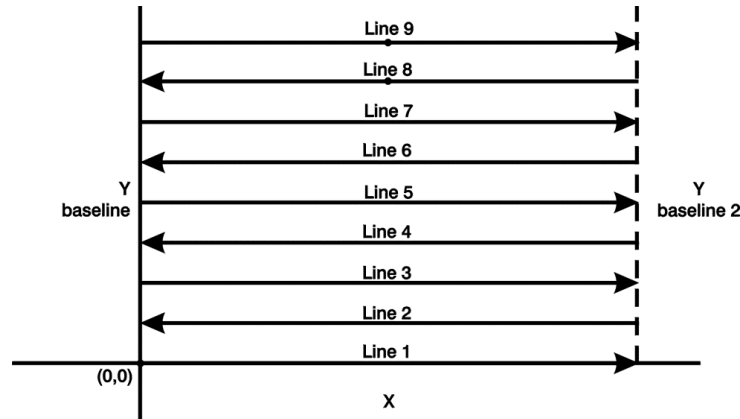 Line 9
Line 8
Line 7
Line 6
Y
baseline
Line 5
Y
baseline 2
Line 4
Line 3
Line 2
Line 1
(0,0)
X